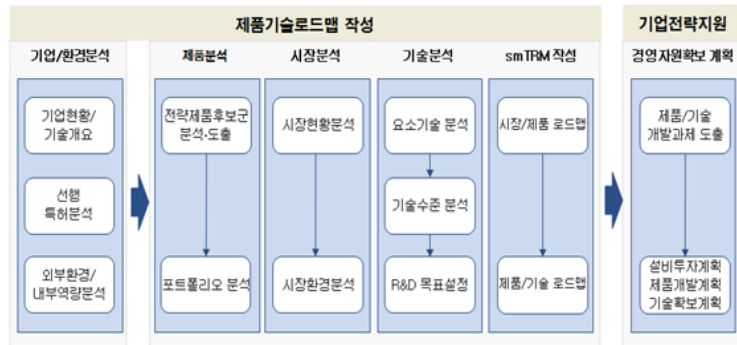 제품기술로드맵 작성
기업전략지원
기업/환경분석
제품분석
시장분석
기술분석
smTRM 작성
경영자원확보 계획
기업현황/
기술개요
선행
특허분석
외부환경/
내부역량분석
전략제품후보군
분석·도출
포트폴리오 분석
시장현황분석
시장환경분석
요소기술 분석
기술수준 분석
R&D 목표설정
시장/제품 로드맵
제품/기술 로드맵
제품/기술
개발과제 도출
설비투자계획
제품개발계획
기술확보계획